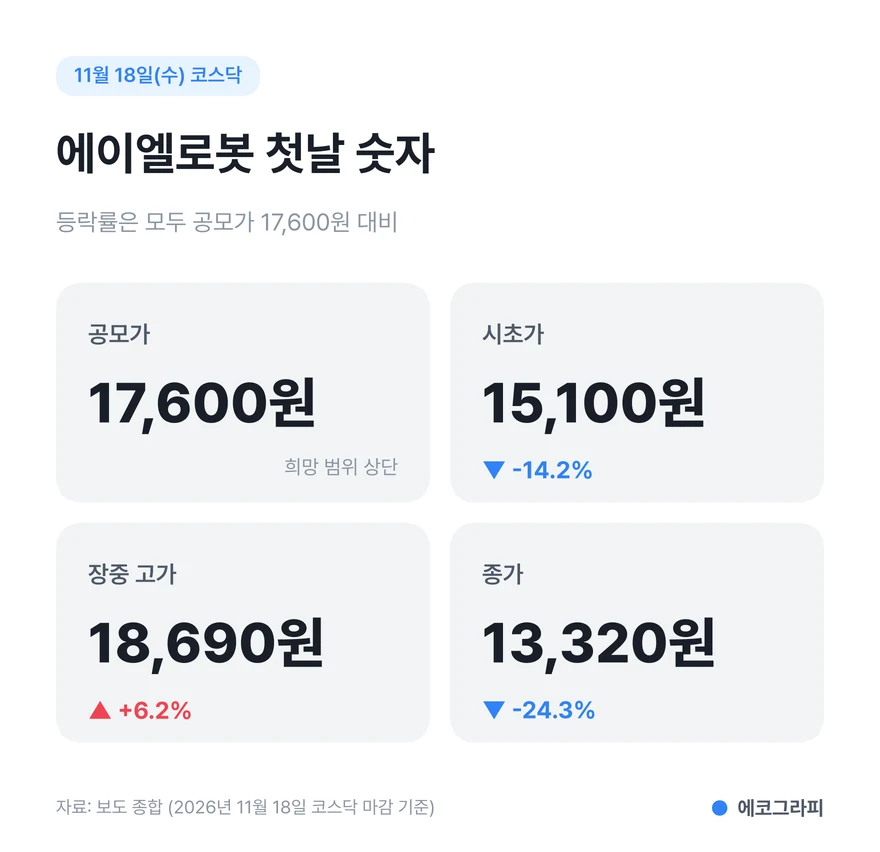 11월 18일(수) 코스닥
에이엘로봇 첫날 숫자
등락률은 모두 공모가 17,600원 대비
공모가
17,600원
희망 범위 상단
시초가
15,100원
▼ -14.2%
장중 고가
18,690원
▲ +6.2%
종가
13,320원
▼ -24.3%
자료: 보도 종합 (2026년 11월 18일 코스닥 마감 기준)
에코그라피